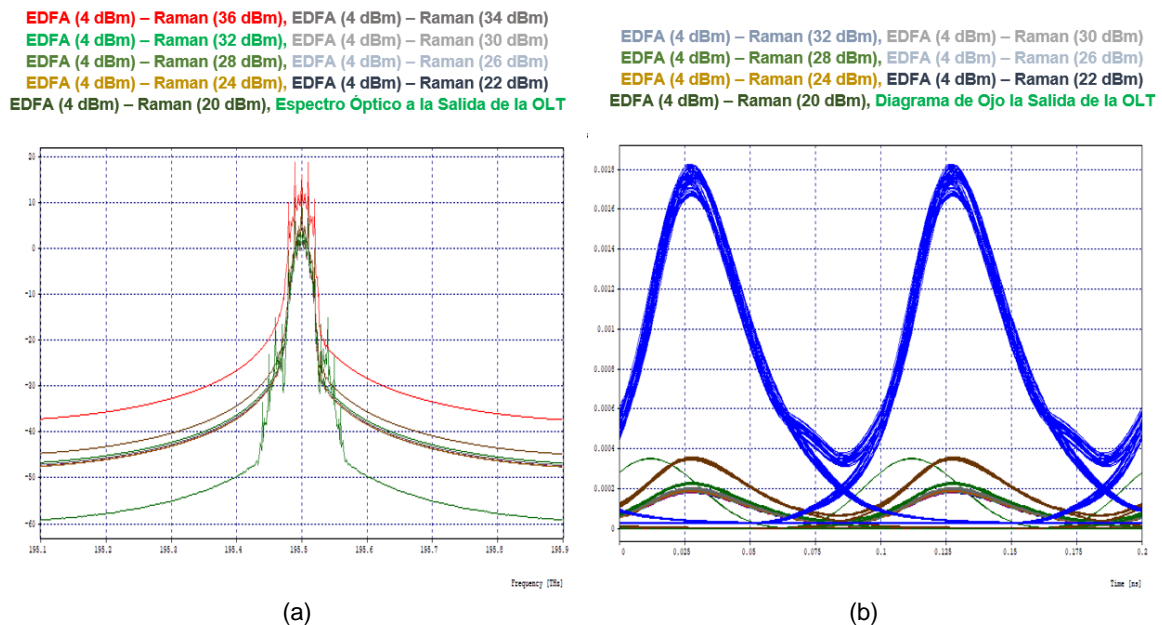 EDFA (4 dBm) – Raman (36 dBm), EDFA (4 dBm) – Raman (34 dBm)
EDFA (4 dBm) – Raman (32 dBm), EDFA (4 dBm) – Raman (30 dBm)
EDFA (4 dBm) – Raman (28 dBm), EDFA (4 dBm) – Raman (26 dBm)
EDFA (4 dBm) – Raman (24 dBm), EDFA (4 dBm) – Raman (22 dBm)
EDFA (4 dBm) – Raman (20 dBm), Espectro Óptico a la Salida de la OLT
20
10
0
-10
-20
-30
-40
-50
-60
195.1 195.2 195.3 195.4 195.5 195.6 195.7 195.8 195.9
Frequency [THz]
(a)
EDFA (4 dBm) – Raman (32 dBm), EDFA (4 dBm) – Raman (30 dBm)
EDFA (4 dBm) – Raman (28 dBm), EDFA (4 dBm) – Raman (26 dBm)
EDFA (4 dBm) – Raman (24 dBm), EDFA (4 dBm) – Raman (22 dBm)
EDFA (4 dBm) – Raman (20 dBm), Diagrama de Ojo la Salida de la OLT
0.0018
0.0016
0.0014
0.0012
0.001
0.0008
0.0006
0.0004
0.0002
0
0 0.025 0.05 0.075 0.1 0.125 0.15 0.175 0.2
Time [ns]
(b)